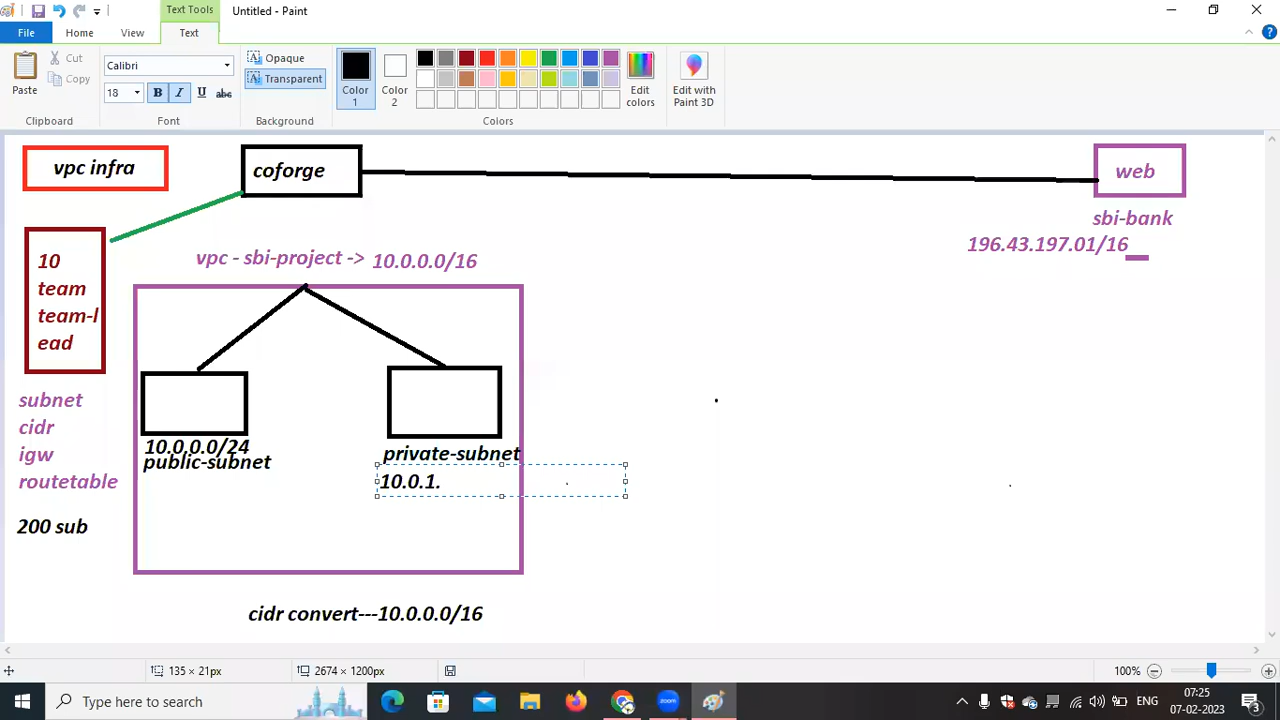 Text Tools
Untitled - Paint
File
Home
View
Text
Paste
Cut
Copy
Clipboard
Calibri
18
B
I
U
abc
Font
Opaque
Transparent
Background
Color
1
Color
2
Edit
colors
Edit with
Paint 3D
Colors
vpc infra
coforge
web
sbi-bank
196.43.197.01/16
10
team
team-l
ead
vpc - sbi-project -> 10.0.0.0/16
subnet
cidr
igw
routetable
200 sub
10.0.0.0/24
public-subnet
private-subnet
10.0.1.
cidr convert---10.0.0.0/16
135 × 21px
2674 × 1200px
100%
Type here to search
zoom
ENG
07:25
07-02-2023
3